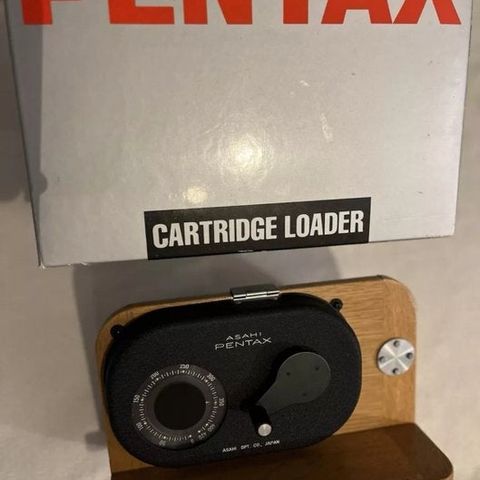 PENTAX
CARTRIDGE LOADER
ASAHI
PENTAX
ASAHI OPT. CO., JAPAN